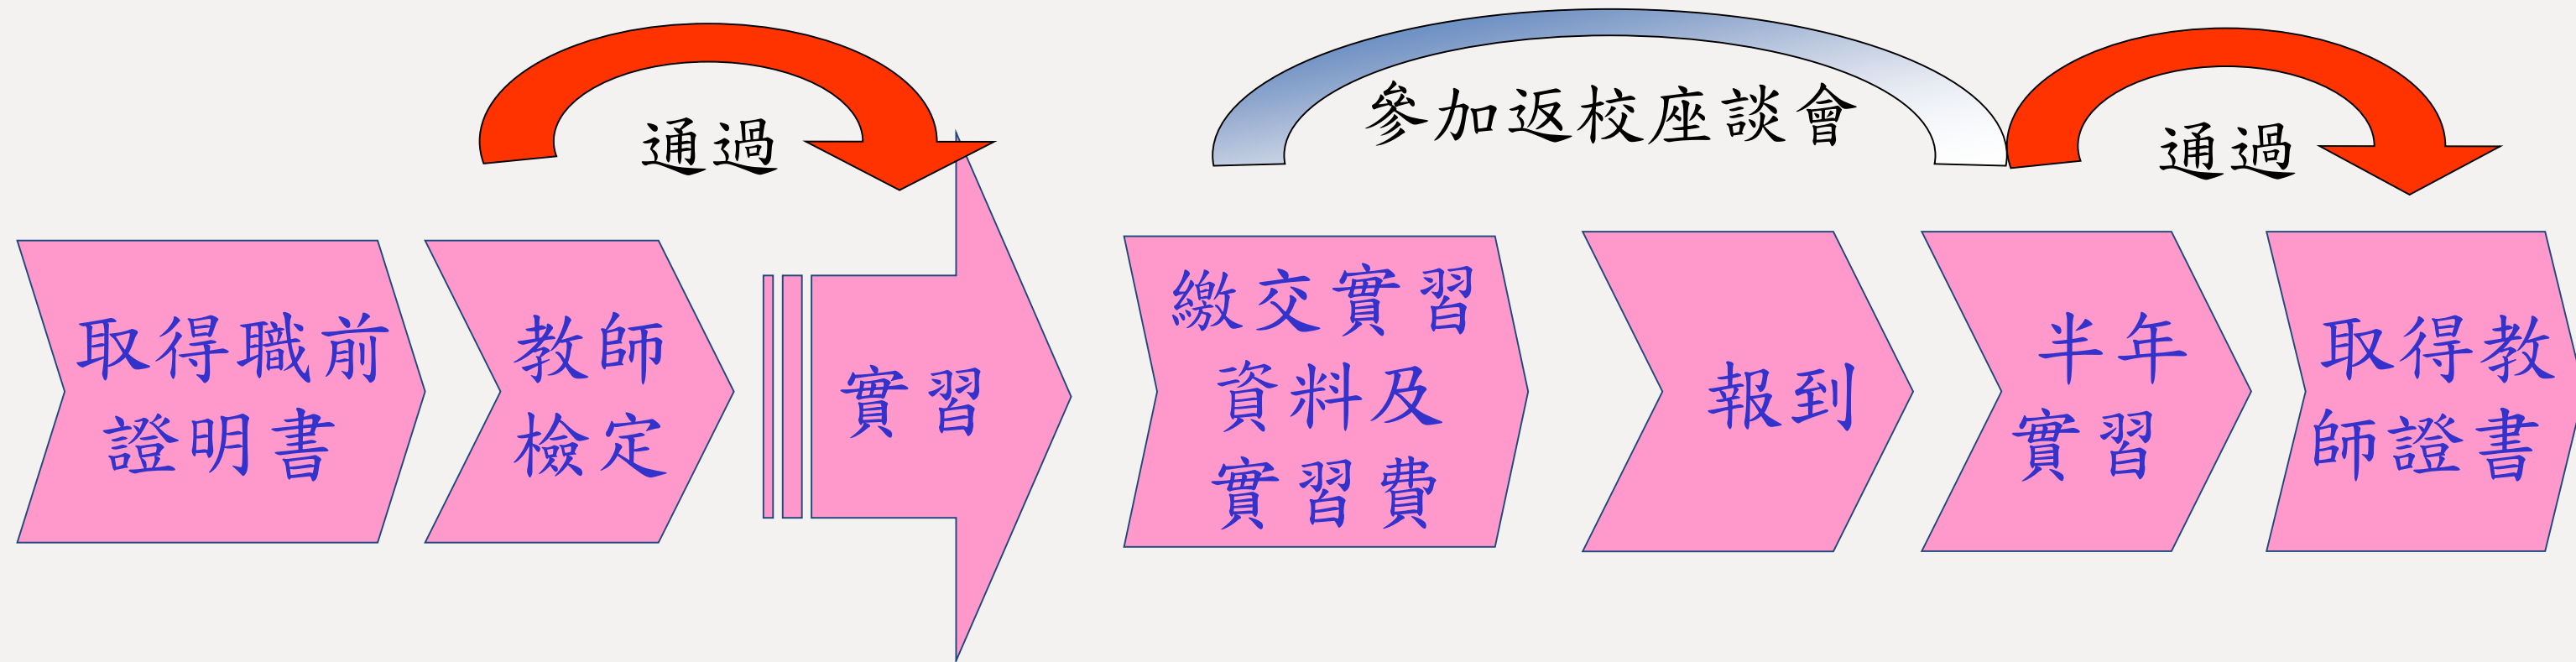 通過
參加返校座談會
通過
取得職前
證明書
教師
檢定
實習
繳交實習
資料及
實習費
報到
半年
實習
取得教
師證書